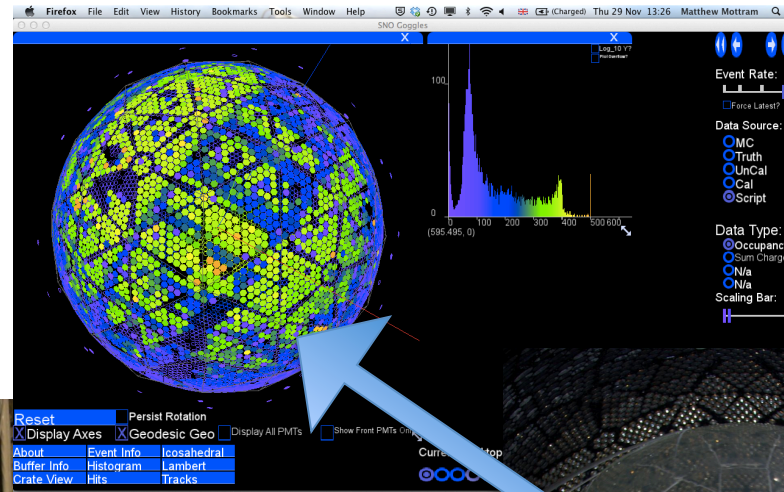 Firefox File Edit View History Bookmarks Tools Window Help (Charged) Thu 29 Nov 13:26 Matthew Mottram
SNO Goggles
X X
Log_10 Y?
100
0
0 100 200 300 400 500 600
(595.495, 0)
Event Rate:
Force Latest?
Data Source:
MC
Truth
UnCal
Cal
Script
Data Type:
Occupanc
Sum Charge
N/a
N/a
Scaling Bar:
Reset Persist Rotation
X Display Axes X Geodesic Geo Display All PMTs Show Front PMTs Only
About Event Info Icosahedral
Buffer Info Histogram Lambert
Crate View Hits Tracks
Curre top